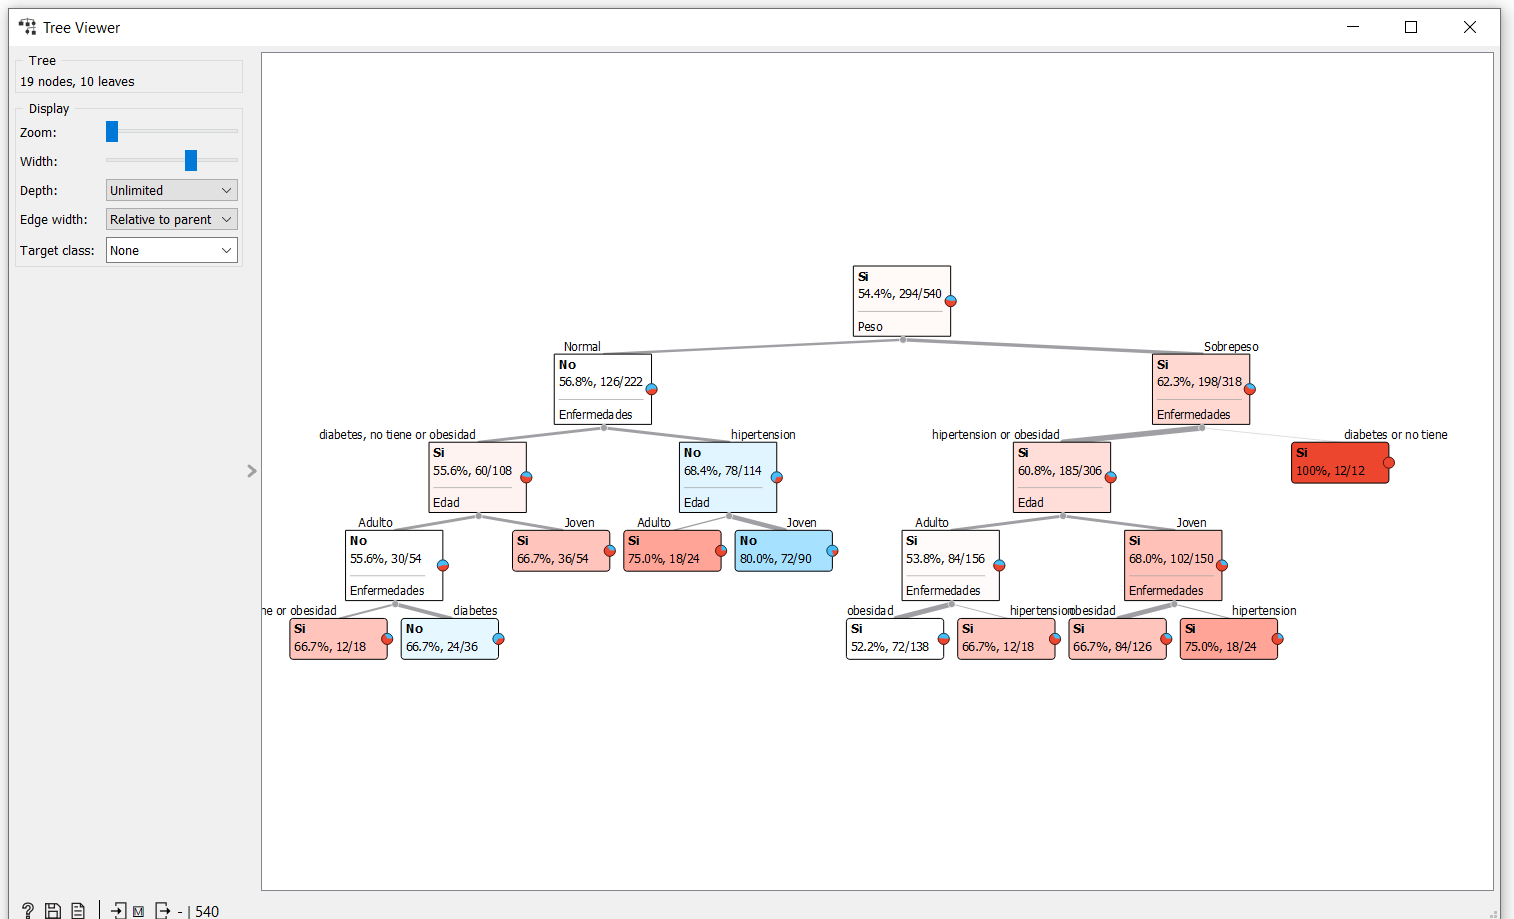 Tree Viewer
Tree
19 nodes, 10 leaves
Display
Zoom:
Width:
Depth: Unlimited
Edge width: Relative to parent
Target class: None
Si
54.4%, 294/540
Peso
Normal
Sobrepeso
No
56.8%, 126/222
Enfermedades
Si
62.3%, 198/318
Enfermedades
diabetes, no tiene or obesidad
hipertension
hipertension or obesidad
diabetes or no tiene
Si
55.6%, 60/108
Edad
No
68.4%, 78/114
Edad
Si
60.8%, 185/306
Edad
Si
100%, 12/12
Adulto
Joven
Adulto
Joven
Adulto
Joven
No
55.6%, 30/54
Enfermedades
Si
66.7%, 36/54
Si
75.0%, 18/24
No
80.0%, 72/90
Si
53.8%, 84/156
Enfermedades
Si
68.0%, 102/150
Enfermedades
ne or obesidad
diabetes
obesidad
hipertension
obesidad
hipertension
Si
66.7%, 12/18
No
66.7%, 24/36
Si
52.2%, 72/138
Si
66.7%, 12/18
Si
66.7%, 84/126
Si
75.0%, 18/24
? M - | 540